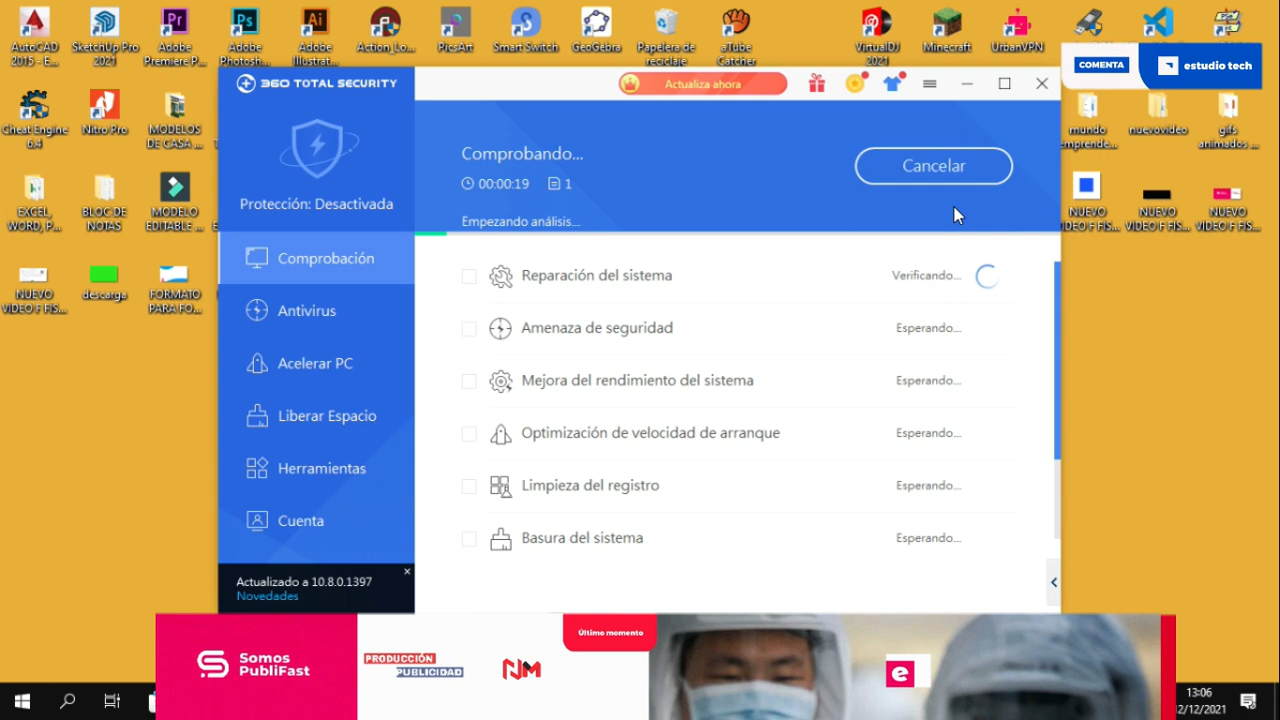 AutoCAD
2015 - E...
SketchUp Pro
2021
Adobe
Premiere P...
Adobe
Photosh...
Adobe
Illustrat...
Action_Lo...
PicsArt
Smart Switch
GeoGebra
Papelera de
reciclaje
aTube
Catcher
VirtualDJ
2021
Minecraft
UrbanVPN
COMENTA
estudio tech
360 TOTAL SECURITY
Actualiza ahora
Cheat Engine
6.4
Nitro Pro
MODELOS
DE CASA ...
mundo
emprende...
nuevovideo
gifs
animados ...
Protección: Desactivada
Comprobando...
00:00:19
1
Cancelar
Empezando análisis...
EXCEL,
WORD, P...
BLOC DE
NOTAS
MODELO
EDITABLE ...
NUEVO
VIDEO F FIS...
NUEVO
VIDEO F FIS...
NUEVO
VIDEO F FIS...
NUEVO
VIDEO F FIS...
descarga
FORMATO
PARA FO...
Comprobación
Antivirus
Acelerar PC
Liberar Espacio
Herramientas
Cuenta
Reparación del sistema
Verificando...
Amenaza de seguridad
Esperando...
Mejora del rendimiento del sistema
Esperando...
Optimización de velocidad de arranque
Esperando...
Limpieza del registro
Esperando...
Basura del sistema
Esperando...
Actualizado a 10.8.0.1397
Novedades
Último momento
Somos
PubliFast
PRODUCCIÓN
PUBLICIDAD
NM
e
13:06
12/12/2021